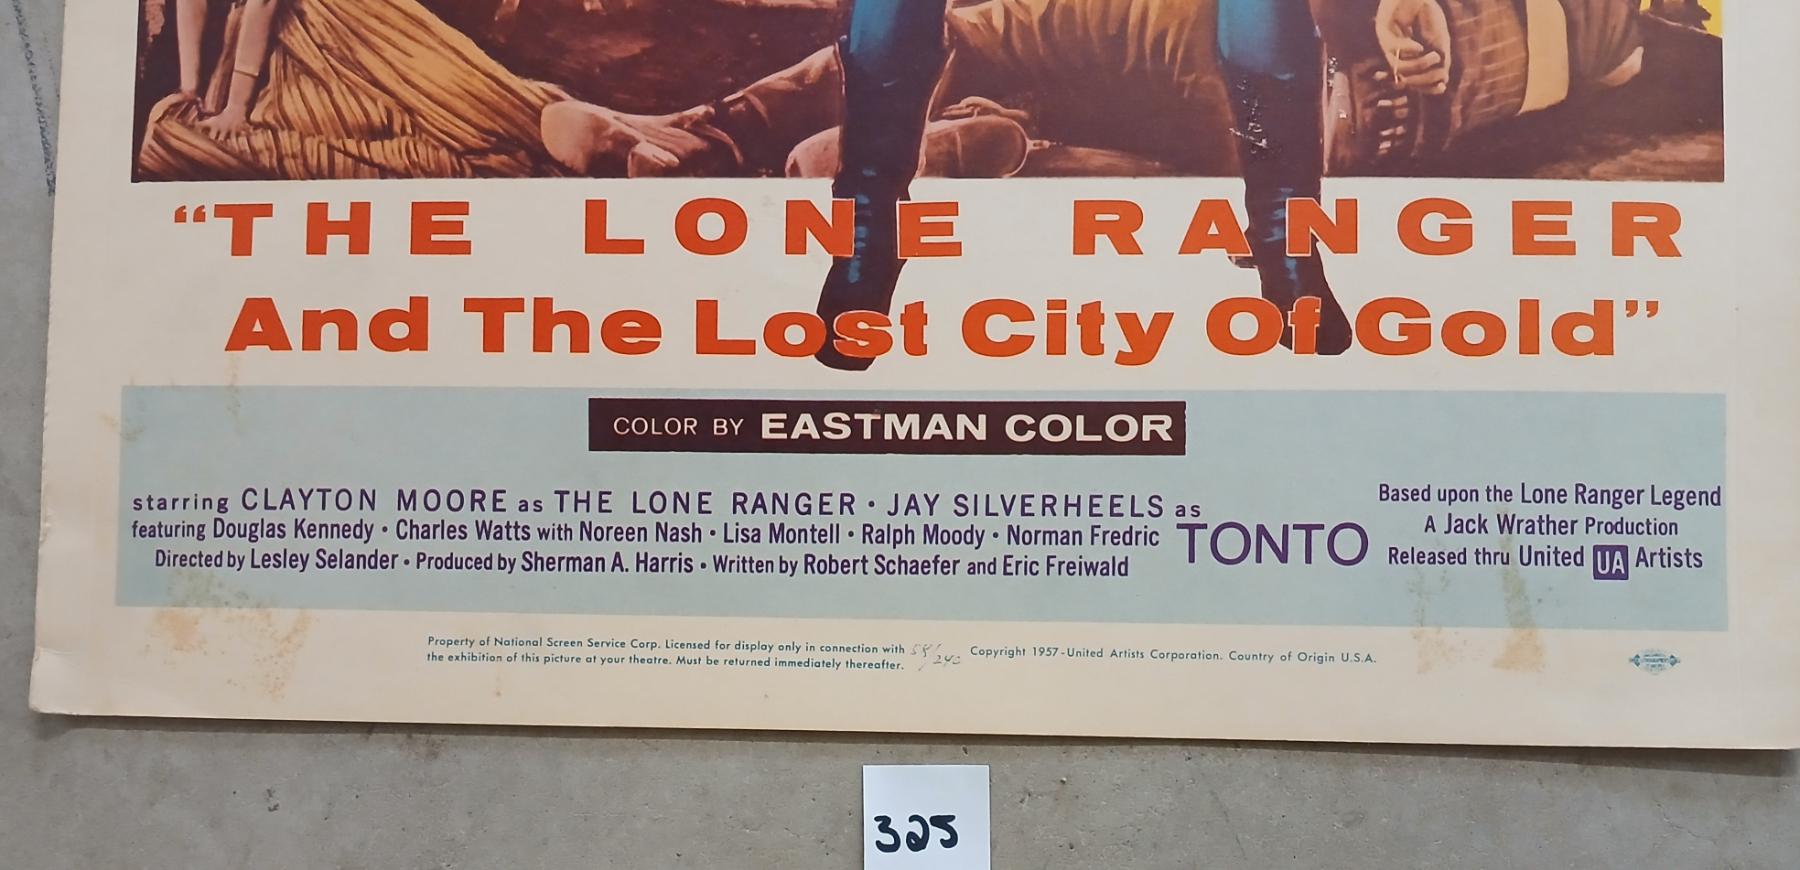 "THE LONE RANGER
And The Lost City Of Gold"
COLOR BY EASTMAN COLOR
starring CLAYTON MOORE as THE LONE RANGER • JAY SILVERHEELS as TONTO
featuring Douglas Kennedy • Charles Watts with Noreen Nash • Lisa Montell • Ralph Moody • Norman Fredric
Directed by Lesley Selander • Produced by Sherman A. Harris • Written by Robert Schaefer and Eric Freiwald
Based upon the Lone Ranger Legend
A Jack Wrather Production
Released thru United UA Artists
Property of National Screen Service Corp. Licensed for display only in connection with
the exhibition of this picture at your theatre. Must be returned immediately thereafter.
58/240
Copyright 1957-United Artists Corporation. Country of Origin U.S.A.
325